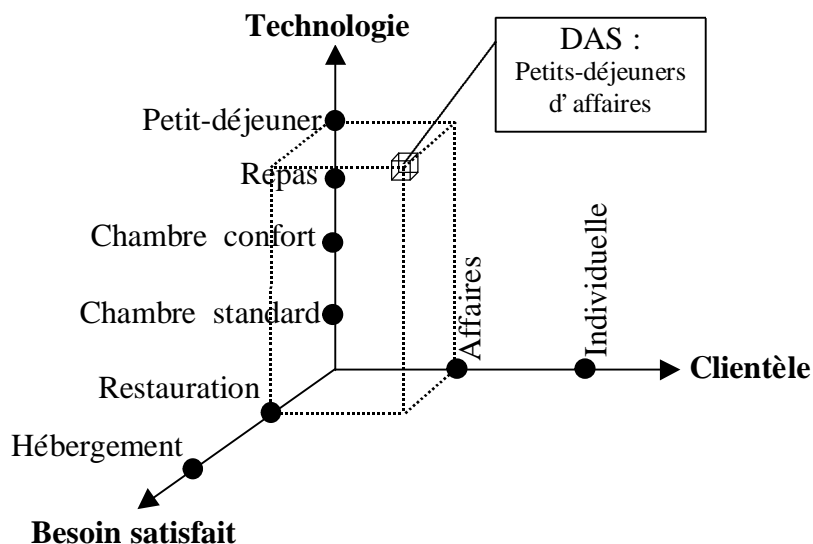 Technologie
DAS :
Petits-déjeuners
d’ affaires
Petit-déjeuner
Repas
Chambre confort
Chambre standard
Affaires
Individuelle
Clientèle
Restauration
Hébergement
Besoin satisfait